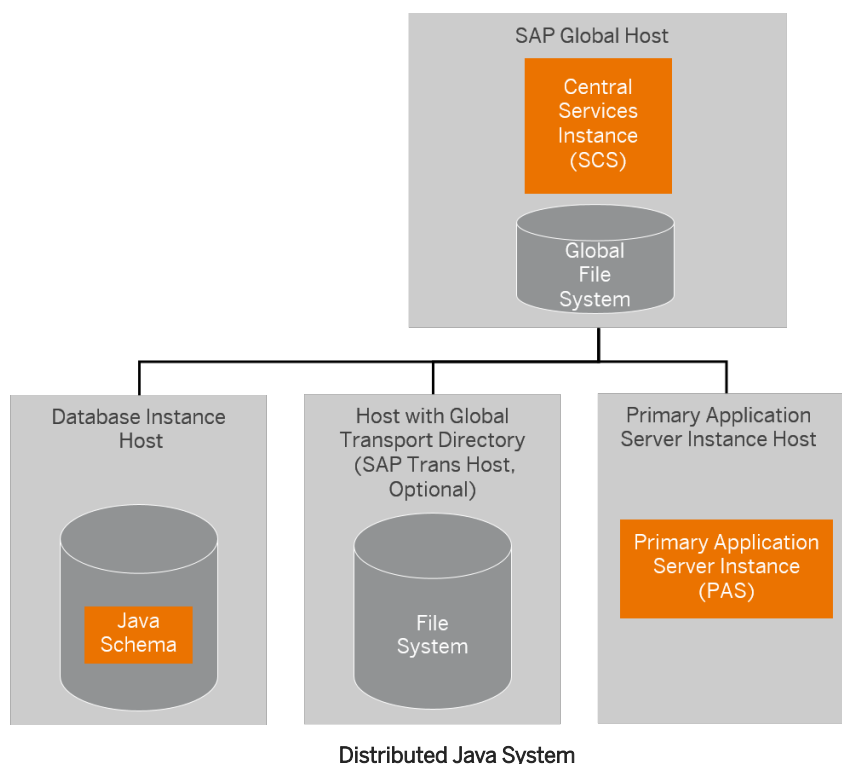 SAP Global Host
Central
Services
Instance
(SCS)
Global
File
System
Database Instance
Host
Java
Schema
Host with Global
Transport Directory
(SAP Trans Host,
Optional)
File
System
Primary Application
Server Instance Host
Primary Application
Server Instance
(PAS)
Distributed Java System